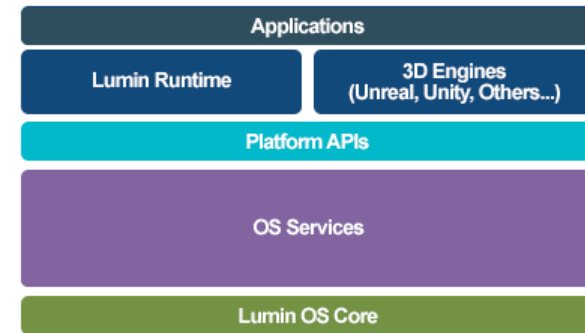 Applications
Lumin Runtime
3D Engines
(Unreal, Unity, Others...)
Platform APIs
OS Services
Lumin OS Core